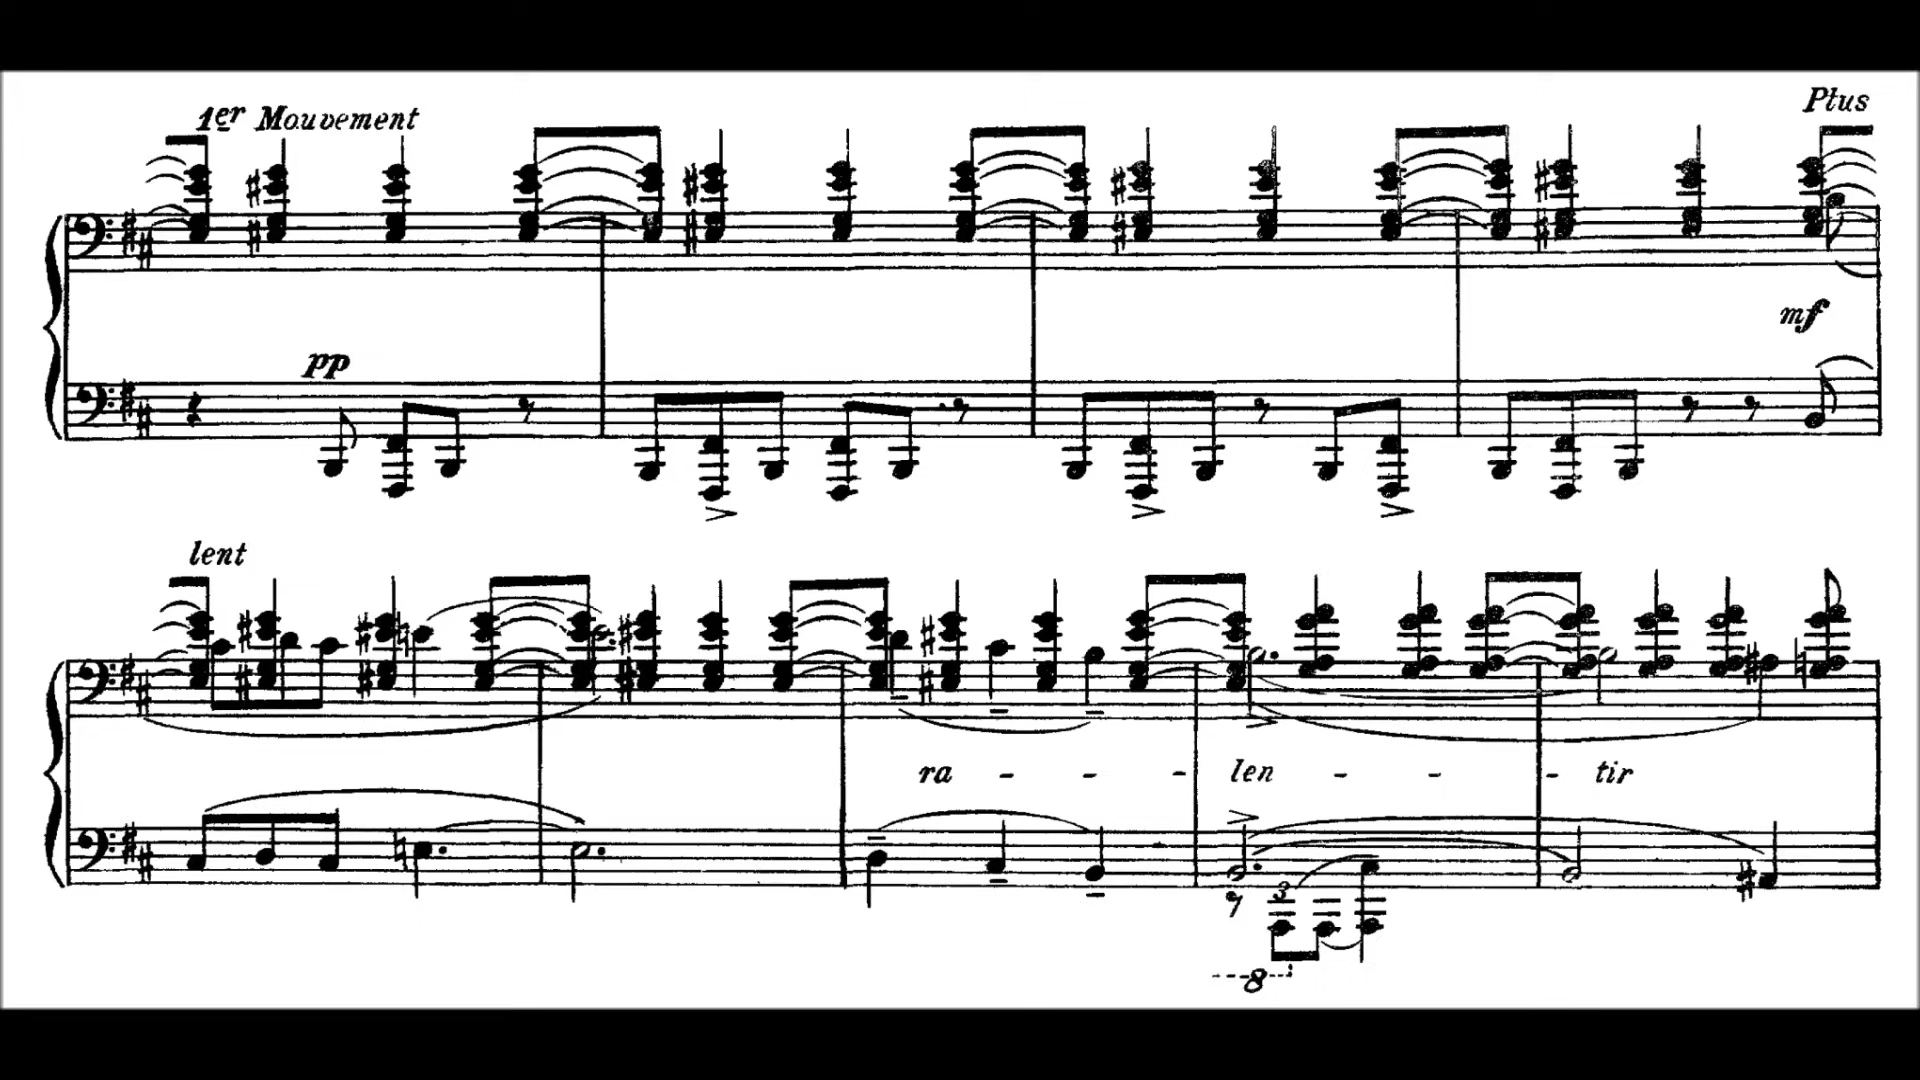 1er Mouvement
Plus
pp
mf
lent
ra - - - len - - - tir
3
8